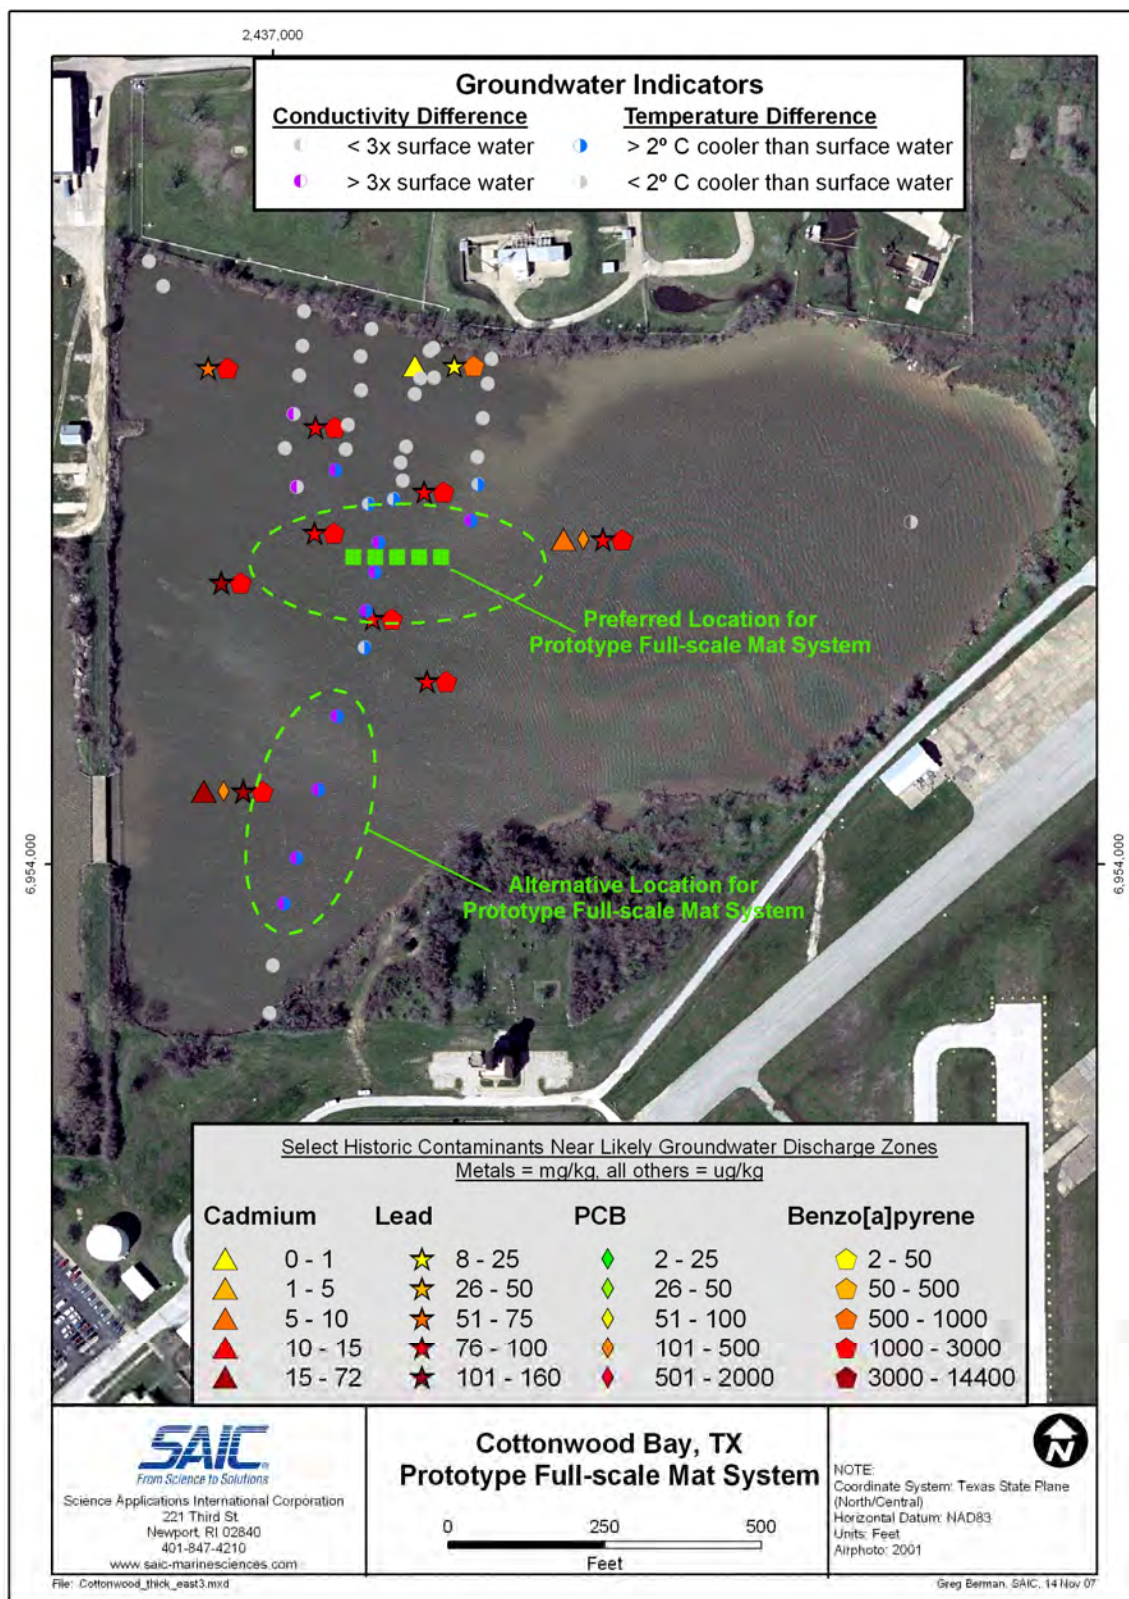 2,437,000
Groundwater Indicators
Conductivity Difference
Temperature Difference
< 3x surface water
> 2º C cooler than surface water
> 3x surface water
< 2º C cooler than surface water
Preferred Location for
Prototype Full-scale Mat System
6,954,000
6,954,000
Alternative Location for
Prototype Full-scale Mat System
Select Historic Contaminants Near Likely Groundwater Discharge Zones
Metals = mg/kg, all others = ug/kg
Cadmium Lead PCB Benzo[a]pyrene
0 - 1 8 - 25 2 - 25 2 - 50
1 - 5 26 - 50 26 - 50 50 - 500
5 - 10 51 - 75 51 - 100 500 - 1000
10 - 15 76 - 100 101 - 500 1000 - 3000
15 - 72 101 - 160 501 - 2000 3000 - 14400
SAIC
From Science to Solutions
Science Applications International Corporation
221 Third St
Newport, RI 02840
401-847-4210
www.saic-marinesciences.com
Cottonwood Bay, TX
Prototype Full-scale Mat System
0 250 500
Feet
N
NOTE:
Coordinate System: Texas State Plane
(North/Central)
Horizontal Datum: NAD83
Units: Feet
Airphoto: 2001
File: Cottonwood_thick_east3.mxd
Greg Berman, SAIC, 14 Nov 07